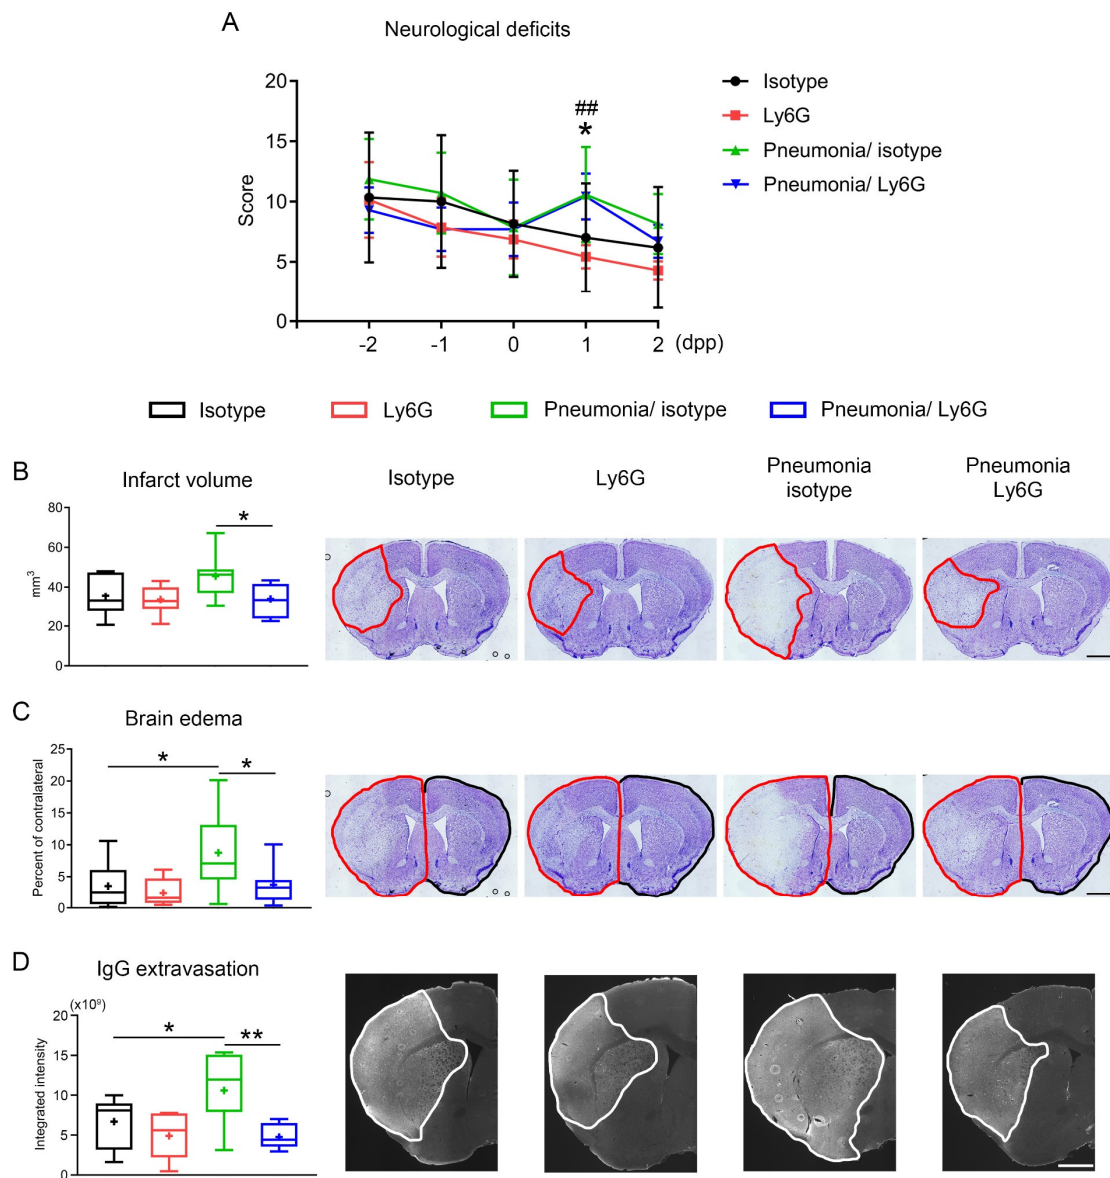 A
Neurological deficits
20
15
10
5
0
Score
##
*
-2
-1
0
1
2
(dpp)
Isotype
Ly6G
Pneumonia/ isotype
Pneumonia/ Ly6G
Isotype
Ly6G
Pneumonia/ isotype
Pneumonia/ Ly6G
B
Infarct volume
80
60
40
20
0
mm³
*
Isotype
Ly6G
Pneumonia
isotype
Pneumonia
Ly6G
C
Brain edema
25
20
15
10
5
0
Percent of contralateral
*
*
D
IgG extravasation
(x10⁹)
20
15
10
5
0
Integrated intensity
*
**